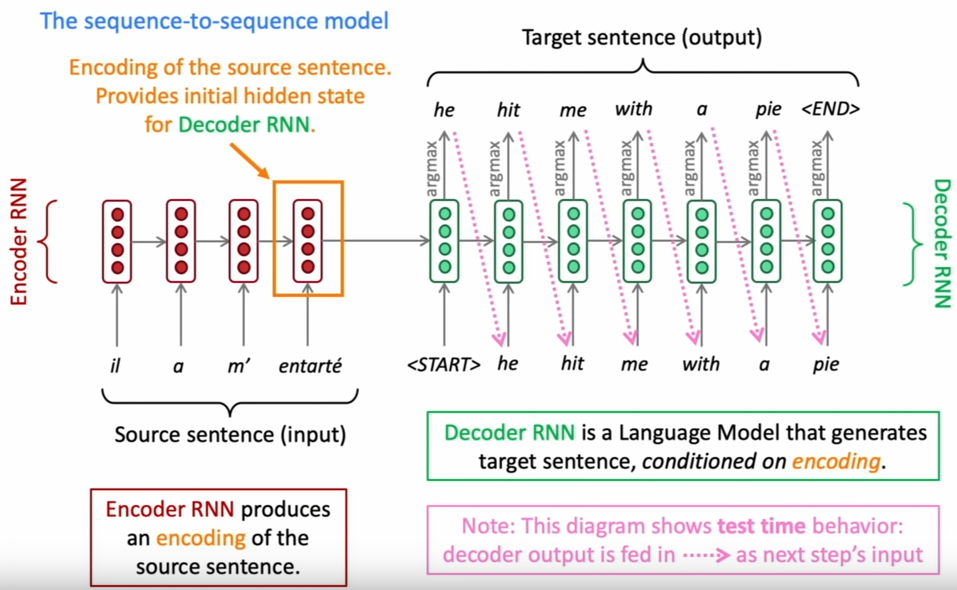 The sequence-to-sequence model
Encoding of the source sentence.
Provides initial hidden state
for Decoder RNN.
Target sentence (output)
he hit me with a pie <END>
argmax argmax argmax argmax argmax argmax argmax
Encoder RNN
Decoder RNN
il a m’ entarté
<START> he hit me with a pie
Source sentence (input)
Decoder RNN is a Language Model that generates
target sentence, conditioned on encoding.
Encoder RNN produces
an encoding of the
source sentence.
Note: This diagram shows test time behavior:
decoder output is fed in as next step’s input